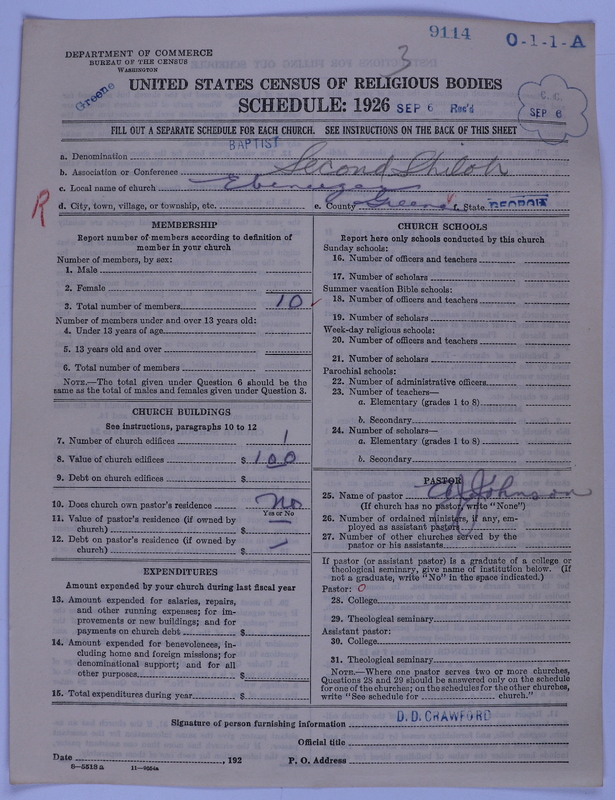 9114 O-1-1-A
3
DEPARTMENT OF COMMERCE
BUREAU OF THE CENSUS
WASHINGTON
Greene
UNITED STATES CENSUS OF RELIGIOUS BODIES
SCHEDULE: 1926 SEP 6 Rec'd
C. C.
SEP 6
FILL OUT A SEPARATE SCHEDULE FOR EACH CHURCH. SEE INSTRUCTIONS ON THE BACK OF THIS SHEET
a. Denomination BAPTIST
b. Association or Conference Second Shiloh
c. Local name of church Ebenezer
R
d. City, town, village, or township, etc. e. County Greene f. State GEORGIA
MEMBERSHIP
Report number of members according to definition of
member in your church
Number of members, by sex:
1. Male
2. Female
3. Total number of members 10
Number of members under and over 13 years old:
4. Under 13 years of age
5. 13 years old and over
6. Total number of members
NOTE.—The total given under Question 6 should be the
same as the total of males and females given under Question 3.
CHURCH BUILDINGS
See instructions, paragraphs 10 to 12
7. Number of church edifices 1
8. Value of church edifices $ 100
9. Debt on church edifices $
10. Does church own pastor's residence No
Yes or No
11. Value of pastor's residence (if owned by
church) $ —
12. Debt on pastor's residence (if owned by
church) $ —
EXPENDITURES
Amount expended by your church during last fiscal year
13. Amount expended for salaries, repairs,
and other running expenses; for im-
provements or new buildings; and for
payments on church debt $
14. Amount expended for benevolences, in-
cluding home and foreign missions; for
denominational support; and for all
other purposes $
15. Total expenditures during year $
CHURCH SCHOOLS
Report here only schools conducted by this church
Sunday schools:
16. Number of officers and teachers
17. Number of scholars
Summer vacation Bible schools:
18. Number of officers and teachers
19. Number of scholars
Week-day religious schools:
20. Number of officers and teachers
21. Number of scholars
Parochial schools:
22. Number of administrative officers
23. Number of teachers—
a. Elementary (grades 1 to 8)
b. Secondary
24. Number of scholars—
a. Elementary (grades 1 to 8)
b. Secondary
PASTOR
25. Name of pastor Johnson
(If church has no pastor, write "None")
26. Number of ordained ministers, if any, em-
ployed as assistant pastors
27. Number of other churches served by the
pastor or his assistants
If pastor (or assistant pastor) is a graduate of a college or
theological seminary, give name of institution below. (If
not a graduate, write "No" in the space indicated.)
Pastor: O
28. College
29. Theological seminary
Assistant pastor:
30. College
31. Theological seminary
NOTE.—Where one pastor serves two or more churches,
Questions 28 and 29 should be answered only on the schedule
for one of the churches; on the schedules for the other churches,
write "See schedule for church."
Signature of person furnishing information D. D. CRAWFORD
Official title
Date , 192 P. O. Address
8—5518 a 11—9054a